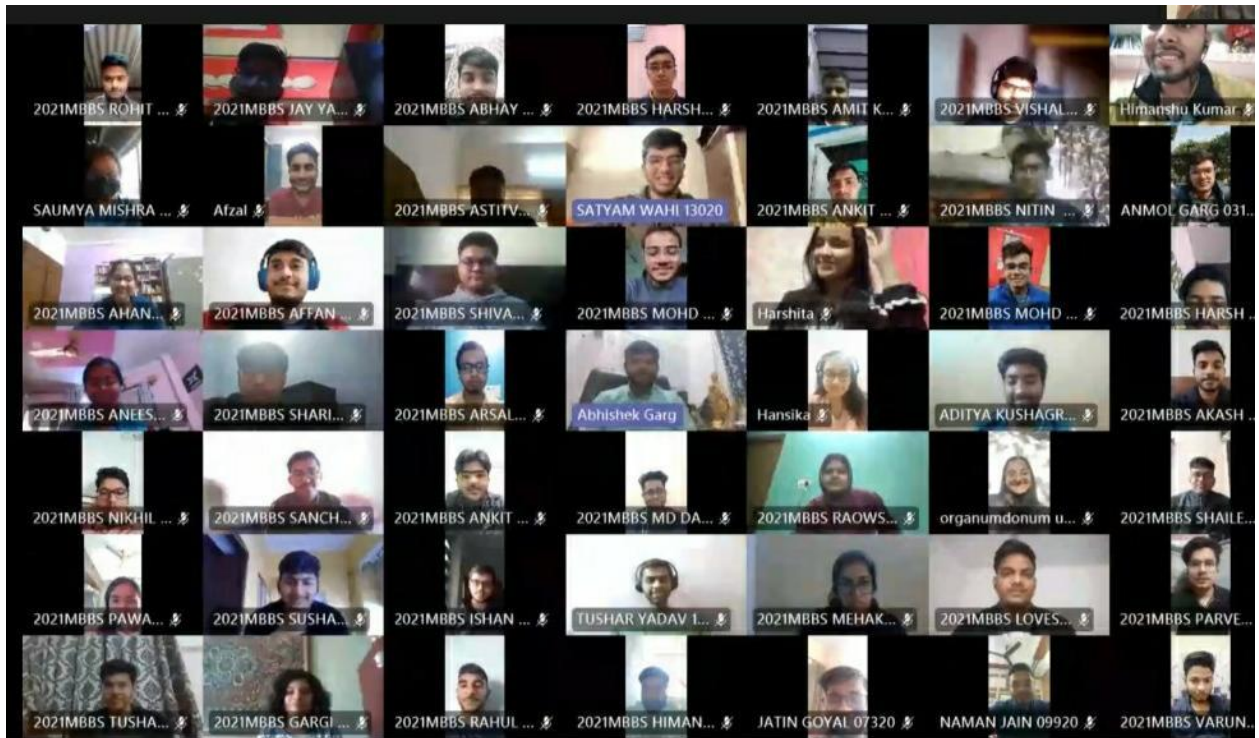 2021MBBS ROHIT ...
2021MBBS JAY YA...
2021MBBS ABHAY ...
2021MBBS HARSH...
2021MBBS AMIT K...
2021MBBS VISHAL...
Himanshu Kumar
SAUMYA MISHRA ...
Afzal
2021MBBS ASTITV...
SATYAM WAHI 13020
2021MBBS ANKIT ...
2021MBBS NITIN ...
ANMOL GARG 031...
2021MBBS AHAN...
2021MBBS AFFAN ...
2021MBBS SHIVA...
2021MBBS MOHD ...
Harshita
2021MBBS MOHD ...
2021MBBS HARSH ...
2021MBBS ANEES...
2021MBBS SHARI...
2021MBBS ARSAL...
Abhishek Garg
Hansika
ADITYA KUSHAGR...
2021MBBS AKASH ...
2021MBBS NIKHIL ...
2021MBBS SANCH...
2021MBBS ANKIT ...
2021MBBS MD DA...
2021MBBS RAOWS...
organumdonum u...
2021MBBS SHAILE...
2021MBBS PAWA...
2021MBBS SUSHA...
2021MBBS ISHAN ...
TUSHAR YADAV 1...
2021MBBS MEHAK...
2021MBBS LOVES...
2021MBBS PARVE...
2021MBBS TUSHA...
2021MBBS GARGI ...
2021MBBS RAHUL ...
2021MBBS HIMAN...
JATIN GOYAL 07320
NAMAN JAIN 09920
2021MBBS VARUN...